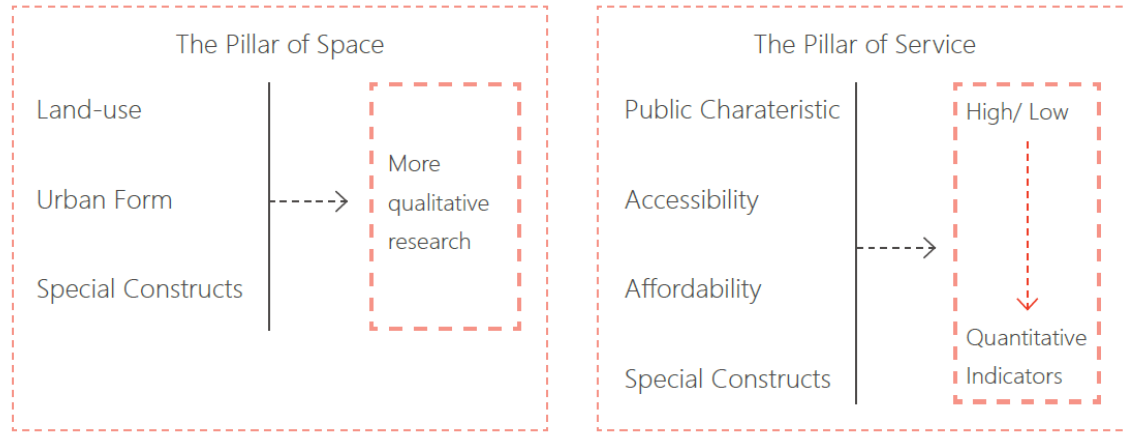 The Pillar of Space
Land-use
Urban Form
Special Constructs
More
qualitative
research
The Pillar of Service
Public Charateristic
Accessibility
Affordability
Special Constructs
High/ Low
Quantitative
Indicators